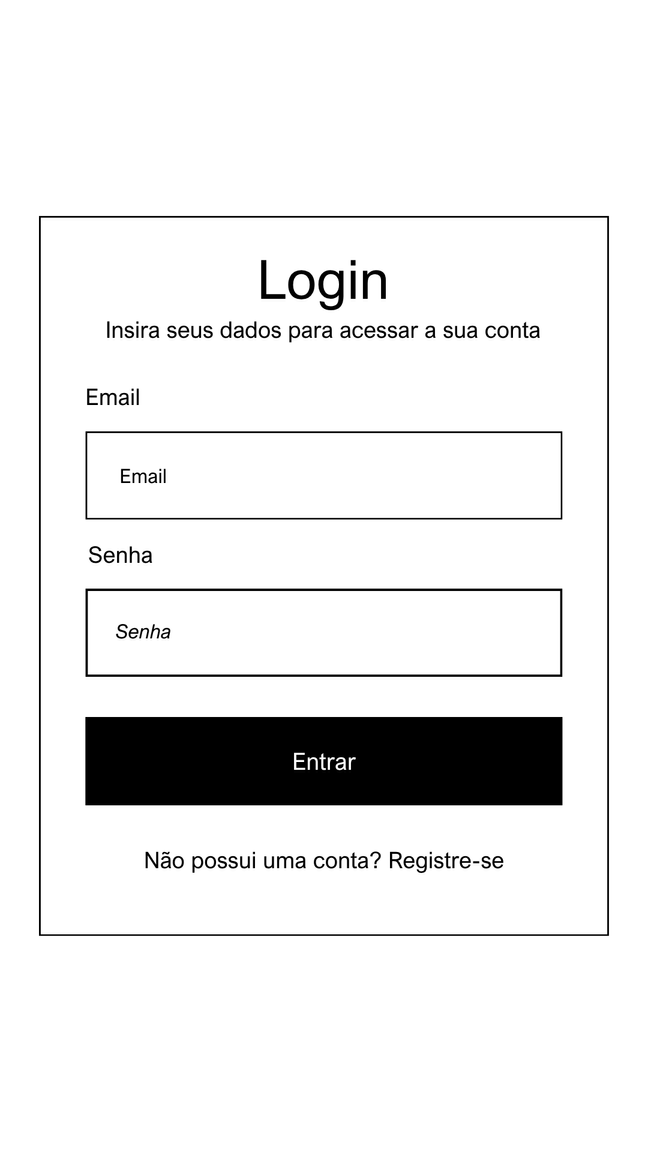 Login
Insira seus dados para acessar a sua conta
Email
Email
Senha
Senha
Entrar
Não possui uma conta? Registre-se